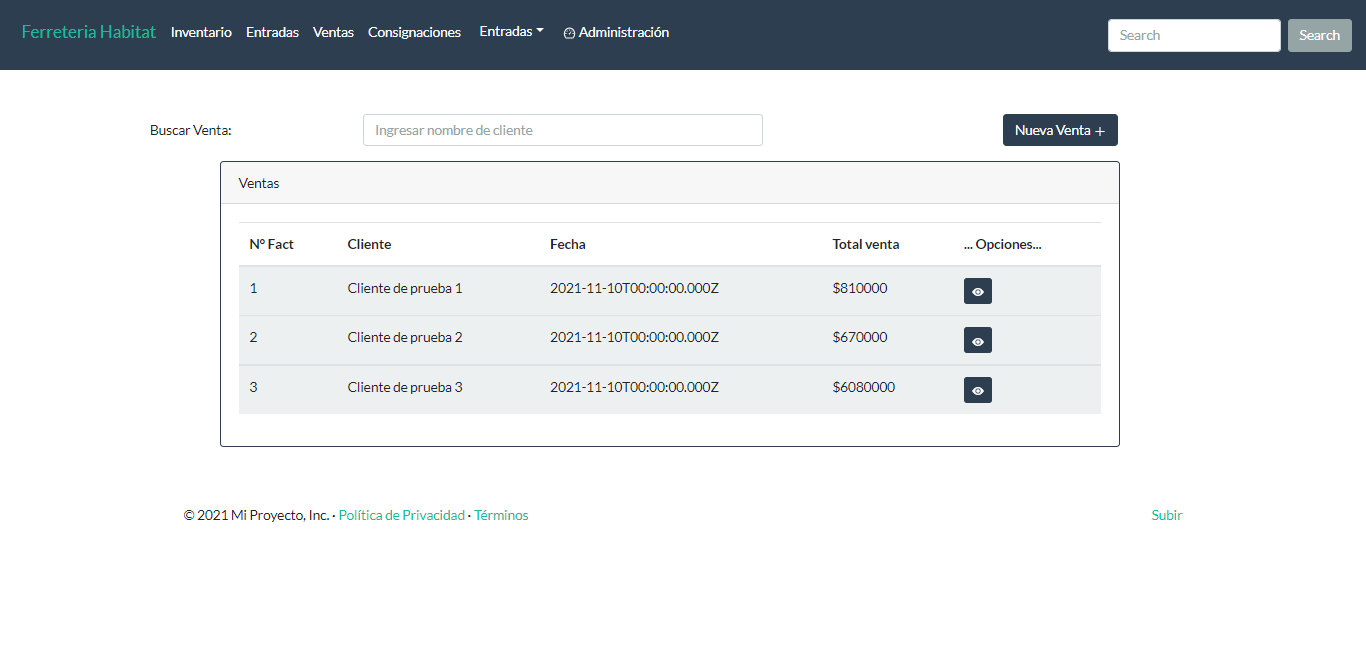 Ferreteria Habitat Inventario Entradas Ventas Consignaciones Entradas Administración Search Search
Buscar Venta: Ingresar nombre de cliente Nueva Venta +
Ventas
N° Fact Cliente Fecha Total venta ... Opciones...
1 Cliente de prueba 1 2021-11-10T00:00:00.000Z $810000
2 Cliente de prueba 2 2021-11-10T00:00:00.000Z $670000
3 Cliente de prueba 3 2021-11-10T00:00:00.000Z $6080000
© 2021 Mi Proyecto, Inc. · Política de Privacidad · Términos Subir